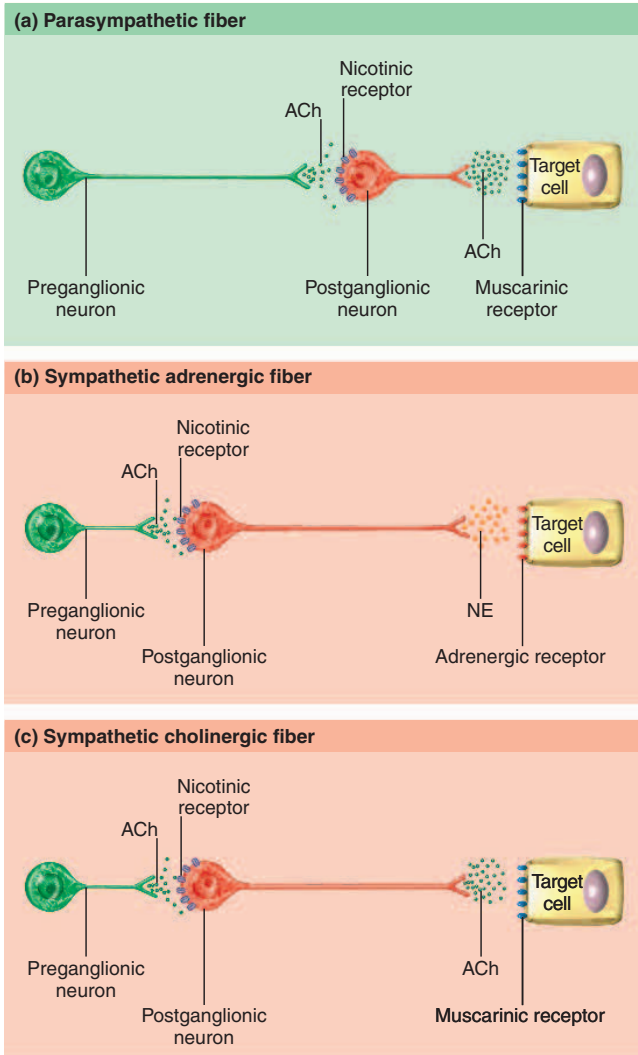 (a) Parasympathetic fiber
Nicotinic
receptor
ACh
Target
cell
ACh
Preganglionic
neuron
Postganglionic
neuron
Muscarinic
receptor
(b) Sympathetic adrenergic fiber
Nicotinic
receptor
ACh
Target
cell
Preganglionic
neuron
NE
Postganglionic
neuron
Adrenergic receptor
(c) Sympathetic cholinergic fiber
Nicotinic
receptor
ACh
Target
cell
Preganglionic
neuron
ACh
Postganglionic
neuron
Muscarinic receptor